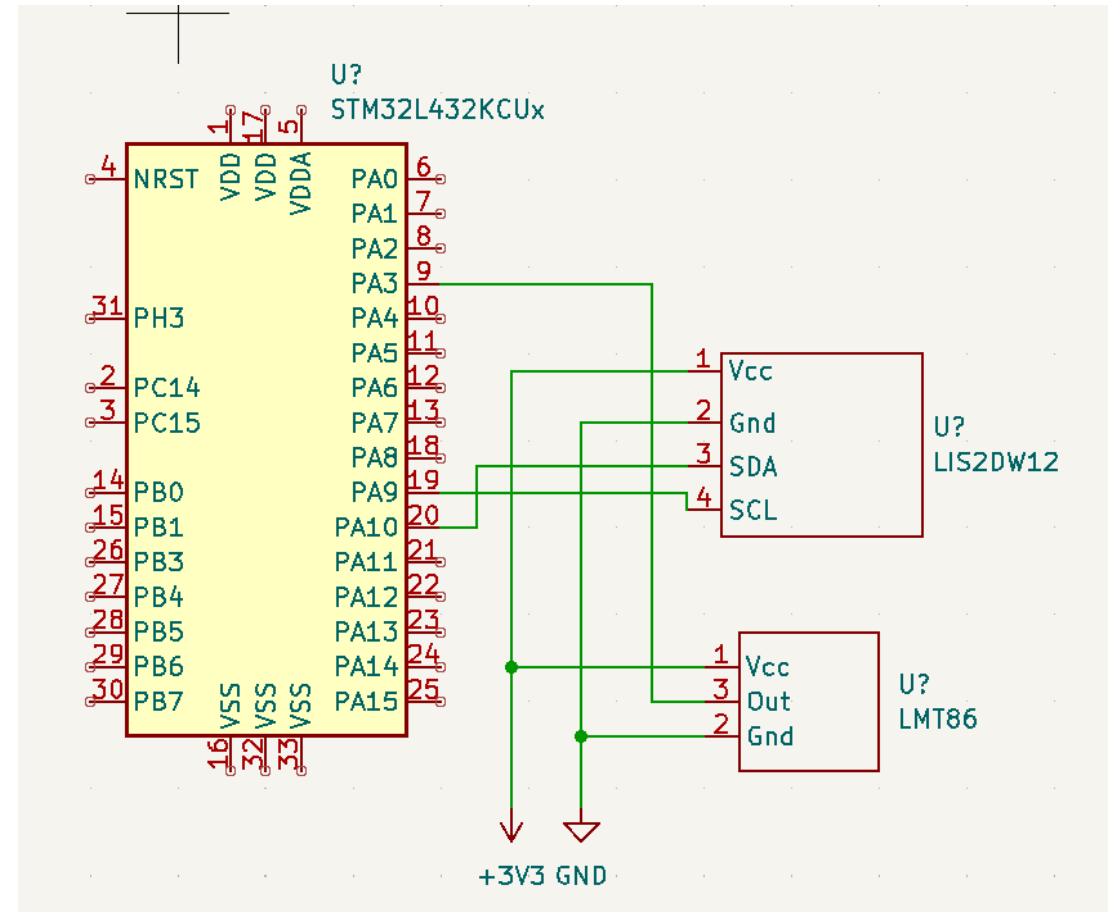 U?
STM32L432KCUx
1 17 5
VDD VDD VDDA
4 NRST PA0 6
PA1 7
PA2 8
PA3 9
31 PH3 PA4 10
PA5 11
2 PC14 PA6 12
3 PC15 PA7 13
PA8 18
14 PB0 PA9 19
15 PB1 PA10 20
26 PB3 PA11 21
27 PB4 PA12 22
28 PB5 PA13 23
29 PB6 PA14 24
30 PB7 PA15 25
VSS VSS VSS
16 32 33
1 Vcc
2 Gnd
3 SDA
4 SCL
U?
LIS2DW12
1 Vcc
3 Out
2 Gnd
U?
LMT86
+3V3 GND